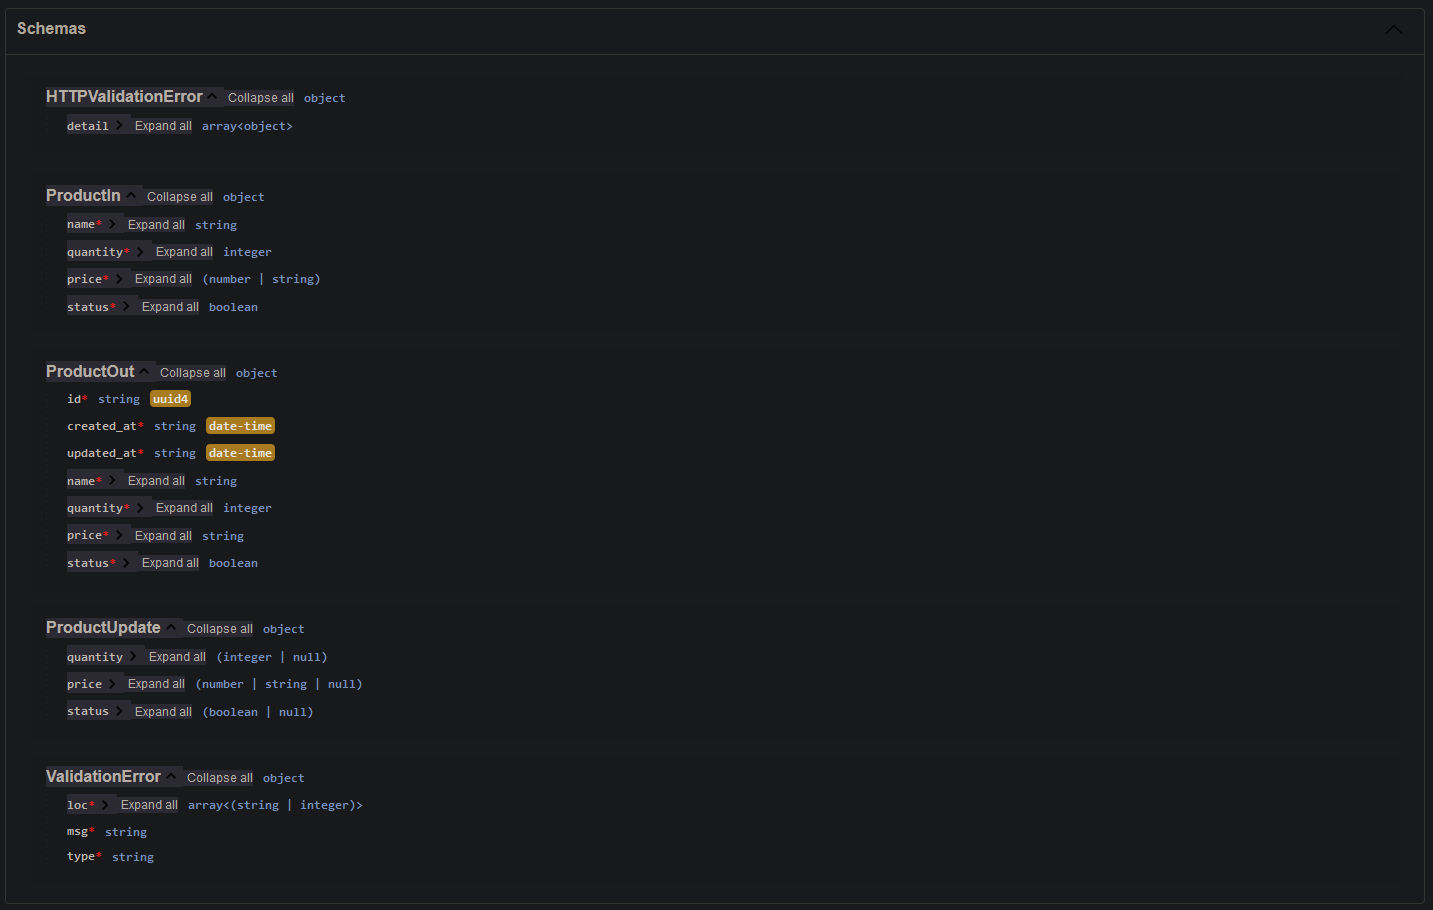 Schemas
HTTPValidationError Collapse all object
detail Expand all array<object>
ProductIn Collapse all object
name* Expand all string
quantity* Expand all integer
price* Expand all (number | string)
status* Expand all boolean
ProductOut Collapse all object
id* string uuid4
created_at* string date-time
updated_at* string date-time
name* Expand all string
quantity* Expand all integer
price* Expand all string
status* Expand all boolean
ProductUpdate Collapse all object
quantity Expand all (integer | null)
price Expand all (number | string | null)
status Expand all (boolean | null)
ValidationError Collapse all object
loc* Expand all array<(string | integer)>
msg* string
type* string